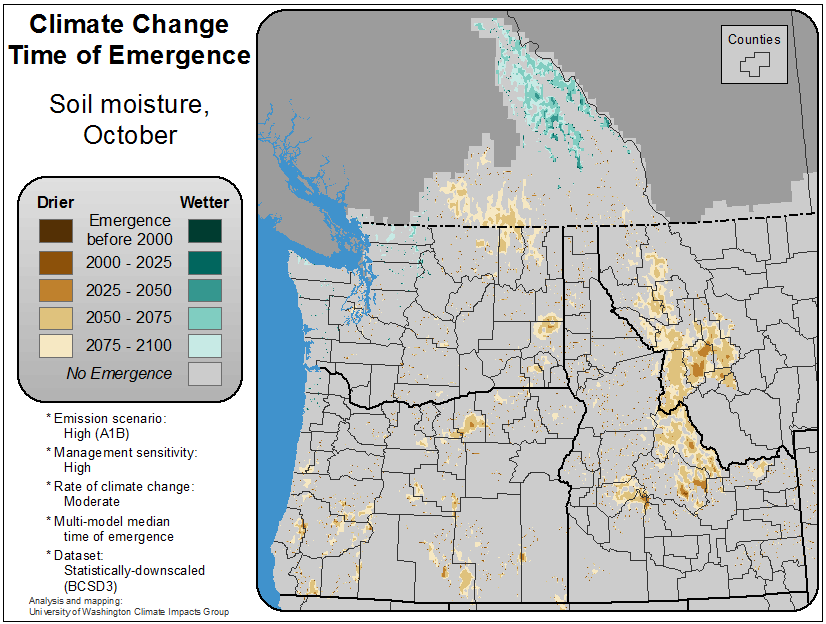 Climate Change
Time of Emergence
Soil moisture,
October
Drier
Wetter
Emergence
before 2000
2000 - 2025
2025 - 2050
2050 - 2075
2075 - 2100
No Emergence
* Emission scenario:
High (A1B)
* Management sensitivity:
High
* Rate of climate change:
Moderate
* Multi-model median
time of emergence
* Dataset:
Statistically-downscaled
(BCSD3)
Analysis and mapping:
University of Washington Climate Impacts Group
Counties